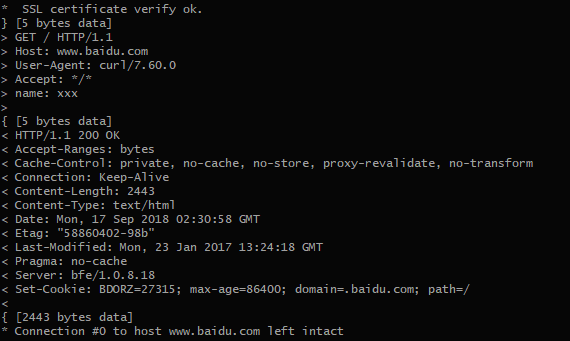 *  SSL certificate verify ok.
} [5 bytes data]
> GET / HTTP/1.1
> Host: www.baidu.com
> User-Agent: curl/7.60.0
> Accept: */*
> name: xxx
>
{ [5 bytes data]
< HTTP/1.1 200 OK
< Accept-Ranges: bytes
< Cache-Control: private, no-cache, no-store, proxy-revalidate, no-transform
< Connection: Keep-Alive
< Content-Length: 2443
< Content-Type: text/html
< Date: Mon, 17 Sep 2018 02:30:58 GMT
< Etag: "58860402-98b"
< Last-Modified: Mon, 23 Jan 2017 13:24:18 GMT
< Pragma: no-cache
< Server: bfe/1.0.8.18
< Set-Cookie: BDORZ=27315; max-age=86400; domain=.baidu.com; path=/
<
{ [2443 bytes data]
* Connection #0 to host www.baidu.com left intact